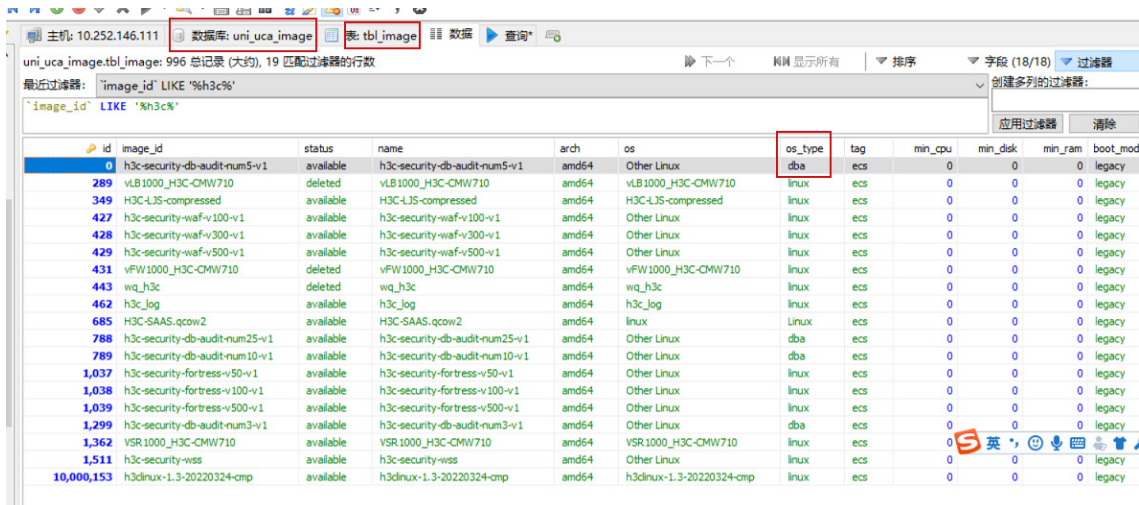 主机: 10.252.146.111 数据库: uni_uca_image 表: tbl_image 数据 查询*
uni_uca_image.tbl_image: 996 总记录 (大约), 19 匹配过滤器的行数 下一个 显示所有 排序 字段 (18/18) 过滤器
最近过滤器: `image_id` LIKE '%h3c%' 创建多列的过滤器:
`image_id` LIKE '%h3c%'
应用过滤器 清除
id image_id status name arch os os_type tag min_cpu min_disk min_ram boot_mod
0 h3c-security-db-audit-num5-v1 available h3c-security-db-audit-num5-v1 amd64 Other Linux dba ecs 0 0 0 legacy
289 vLB1000_H3C-CMW710 deleted vLB1000_H3C-CMW710 amd64 vLB1000_H3C-CMW710 linux ecs 0 0 0 legacy
349 H3C-LJS-compressed available H3C-LJS-compressed amd64 H3C-LJS-compressed linux ecs 0 0 0 legacy
427 h3c-security-waf-v100-v1 available h3c-security-waf-v100-v1 amd64 Other Linux linux ecs 0 0 0 legacy
428 h3c-security-waf-v300-v1 available h3c-security-waf-v300-v1 amd64 Other Linux linux ecs 0 0 0 legacy
429 h3c-security-waf-v500-v1 available h3c-security-waf-v500-v1 amd64 Other Linux linux ecs 0 0 0 legacy
431 vFW1000_H3C-CMW710 deleted vFW1000_H3C-CMW710 amd64 vFW1000_H3C-CMW710 linux ecs 0 0 0 legacy
443 wq_h3c deleted wq_h3c amd64 wq_h3c linux ecs 0 0 0 legacy
462 h3c_log available h3c_log amd64 h3c_log linux ecs 0 0 0 legacy
685 H3C-SAAS.qcow2 available H3C-SAAS.qcow2 amd64 linux Linux ecs 0 0 0 legacy
788 h3c-security-db-audit-num25-v1 available h3c-security-db-audit-num25-v1 amd64 Other Linux dba ecs 0 0 0 legacy
789 h3c-security-db-audit-num10-v1 available h3c-security-db-audit-num10-v1 amd64 Other Linux dba ecs 0 0 0 legacy
1,037 h3c-security-fortress-v50-v1 available h3c-security-fortress-v50-v1 amd64 Other Linux linux ecs 0 0 0 legacy
1,038 h3c-security-fortress-v100-v1 available h3c-security-fortress-v100-v1 amd64 Other Linux linux ecs 0 0 0 legacy
1,039 h3c-security-fortress-v500-v1 available h3c-security-fortress-v500-v1 amd64 Other Linux linux ecs 0 0 0 legacy
1,299 h3c-security-db-audit-num3-v1 available h3c-security-db-audit-num3-v1 amd64 Other Linux dba ecs 0 0 0 legacy
1,362 VSR1000_H3C-CMW710 available VSR1000_H3C-CMW710 amd64 VSR1000_H3C-CMW710 linux ecs 0 英
1,511 h3c-security-wss available h3c-security-wss amd64 Other Linux linux ecs 0 0 0 legacy
10,000,153 h3clinux-1.3-20220324-cmp available h3clinux-1.3-20220324-cmp amd64 h3clinux-1.3-20220324-cmp linux ecs 0 0 0 legacy